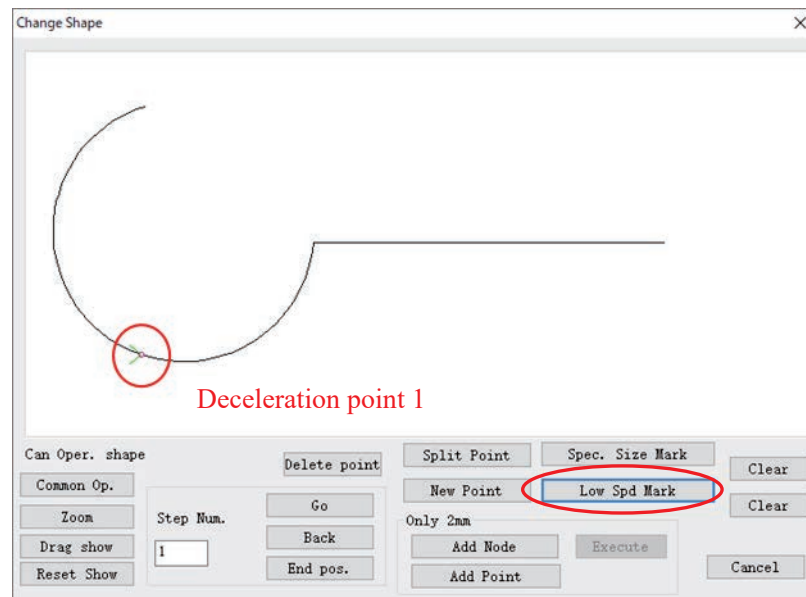 Change Shape
Deceleration point 1
Can Oper. shape
Common Op.
Zoom
Drag show
Reset Show
Step Num.
1
Delete point
Go
Back
End pos.
Split Point
Spec. Size Mark
Clear
New Point
Low Spd Mark
Clear
Only 2mm
Add Node
Execute
Add Point
Cancel